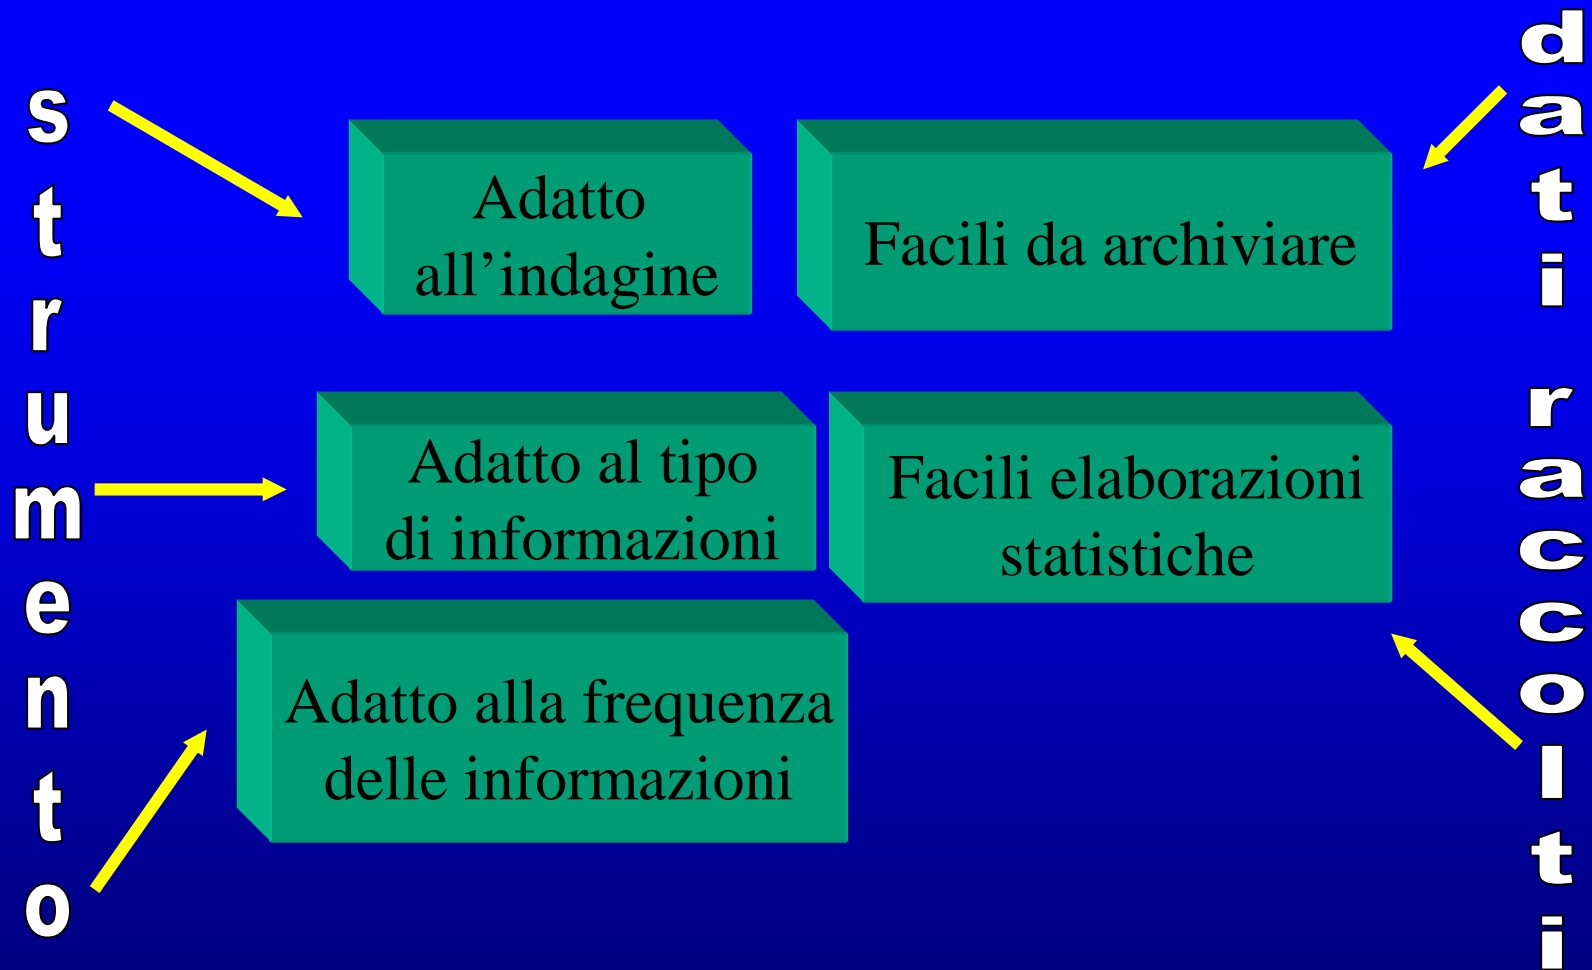 strumento
Adatto
all’indagine
Adatto al tipo
di informazioni
Adatto alla frequenza
delle informazioni
Facili da archiviare
Facili elaborazioni
statistiche
dati raccolti